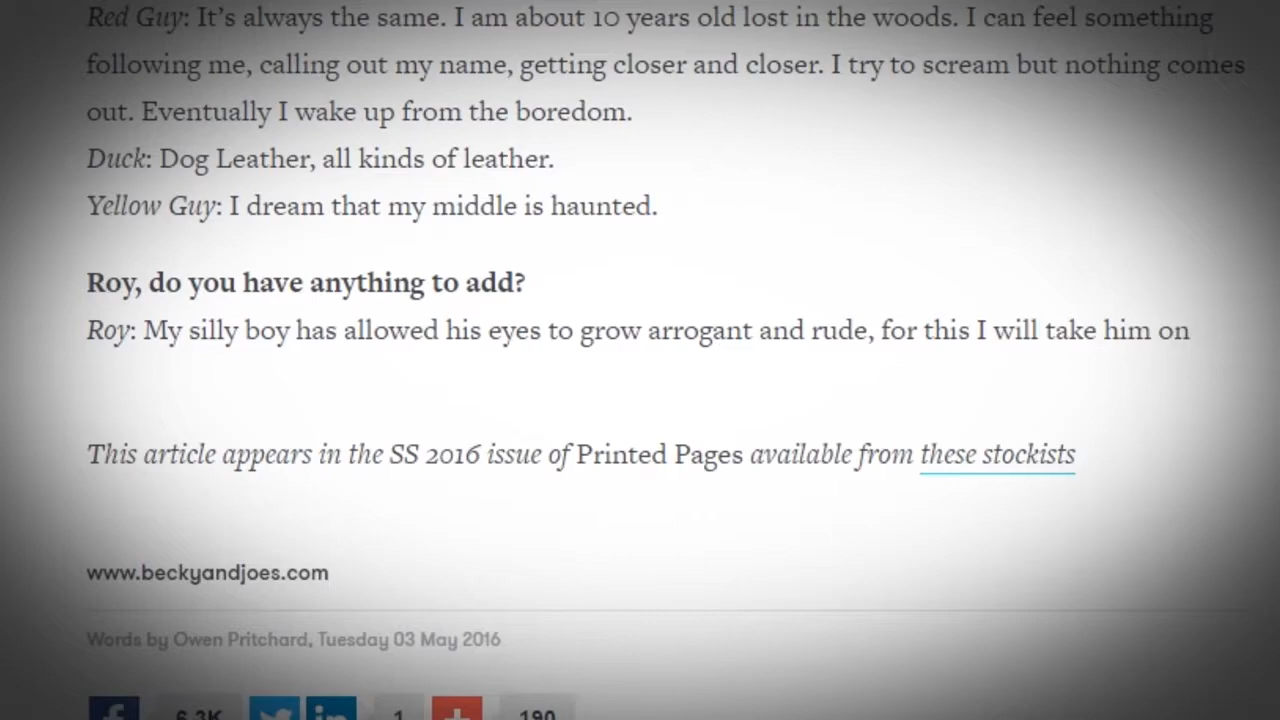 Red Guy: It’s always the same. I am about 10 years old lost in the woods. I can feel something
following me, calling out my name, getting closer and closer. I try to scream but nothing comes
out. Eventually I wake up from the boredom.
Duck: Dog Leather, all kinds of leather.
Yellow Guy: I dream that my middle is haunted.
Roy, do you have anything to add?
Roy: My silly boy has allowed his eyes to grow arrogant and rude, for this I will take him on
This article appears in the SS 2016 issue of Printed Pages available from these stockists
www.beckyandjoes.com
Words by Owen Pritchard, Tuesday 03 May 2016
f 6.3K in 1 + 190